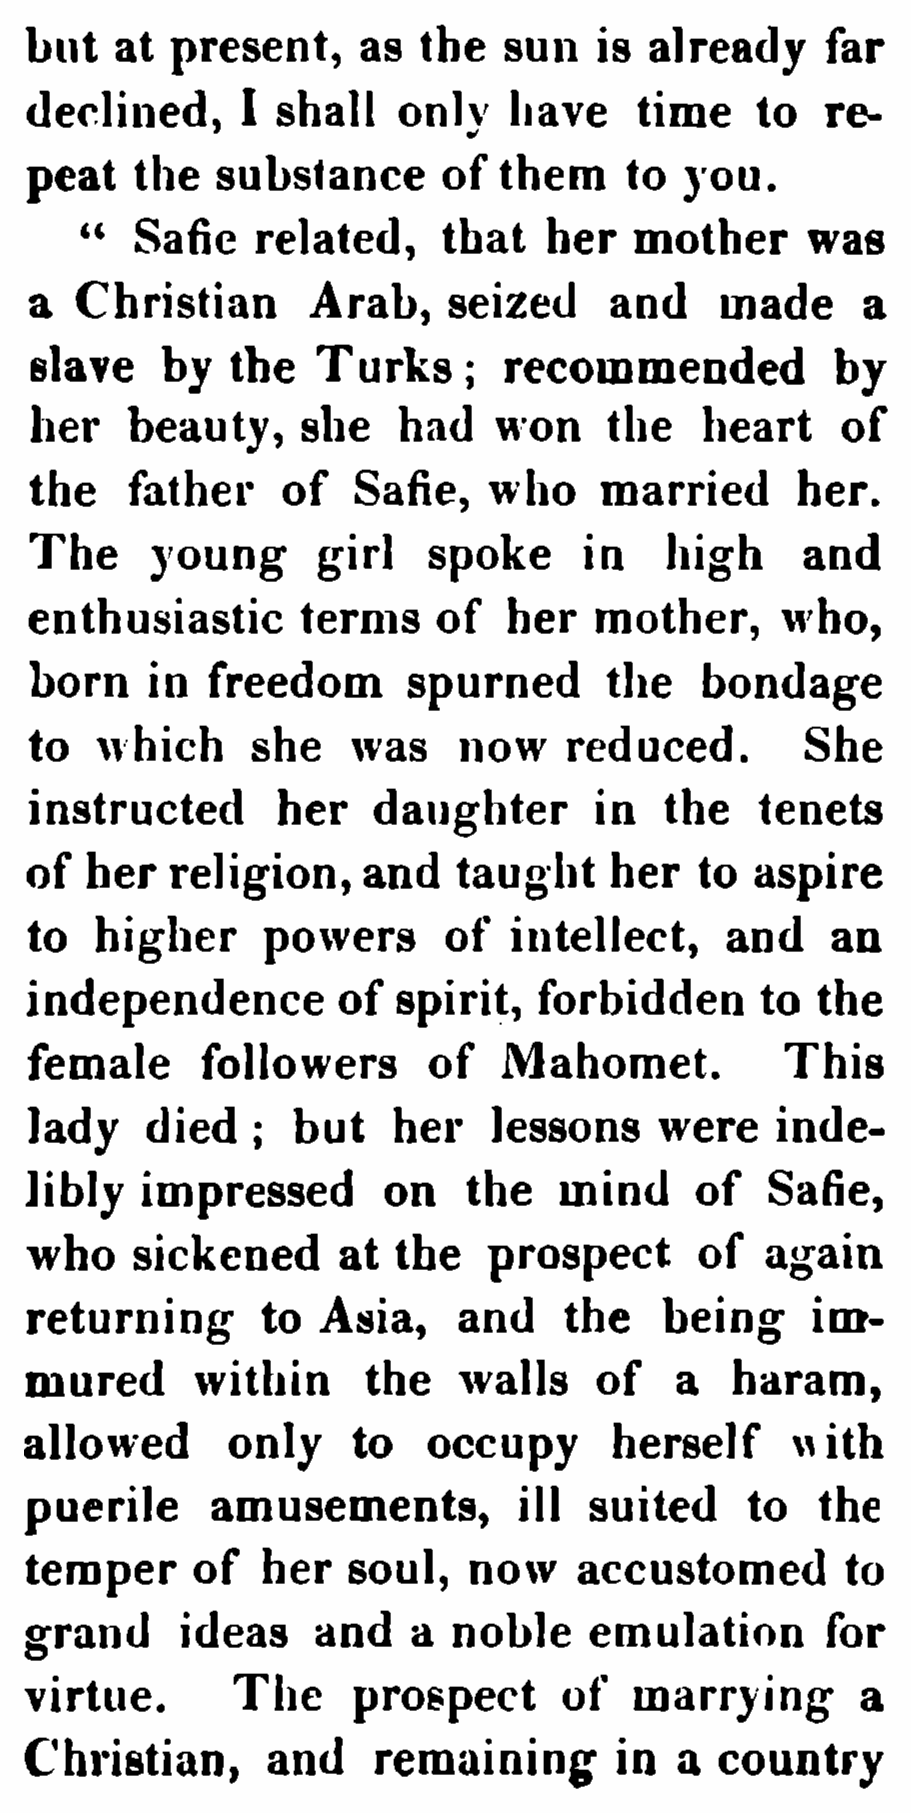 but at present, as the sun is already far
declined, I shall only have time to re-
peat the substance of them to you.
“ Safie related, that her mother was
a Christian Arab, seized and made a
slave by the Turks ; recommended by
her beauty, she had won the heart of
the father of Safie, who married her.
The young girl spoke in high and
enthusiastic terms of her mother, who,
born in freedom spurned the bondage
to which she was now reduced. She
instructed her daughter in the tenets
of her religion, and taught her to aspire
to higher powers of intellect, and an
independence of spirit, forbidden to the
female followers of Mahomet. This
lady died ; but her lessons were inde-
libly impressed on the mind of Safie,
who sickened at the prospect of again
returning to Asia, and the being im-
mured within the walls of a haram,
allowed only to occupy herself with
puerile amusements, ill suited to the
temper of her soul, now accustomed to
grand ideas and a noble emulation for
virtue. The prospect of marrying a
Christian, and remaining in a country